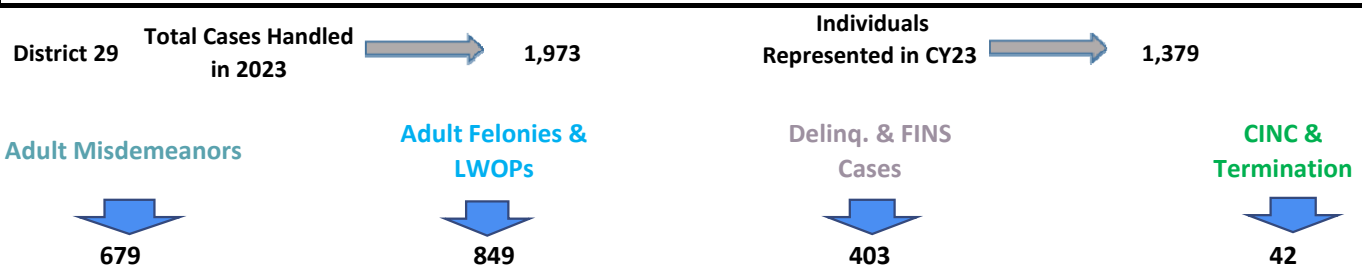 District 29
Total Cases Handled
in 2023
1,973
Individuals
Represented in CY23
1,379
Adult Misdemeanors
Adult Felonies &
LWOPs
Delinq. & FINS
Cases
CINC &
Termination
679
849
403
42